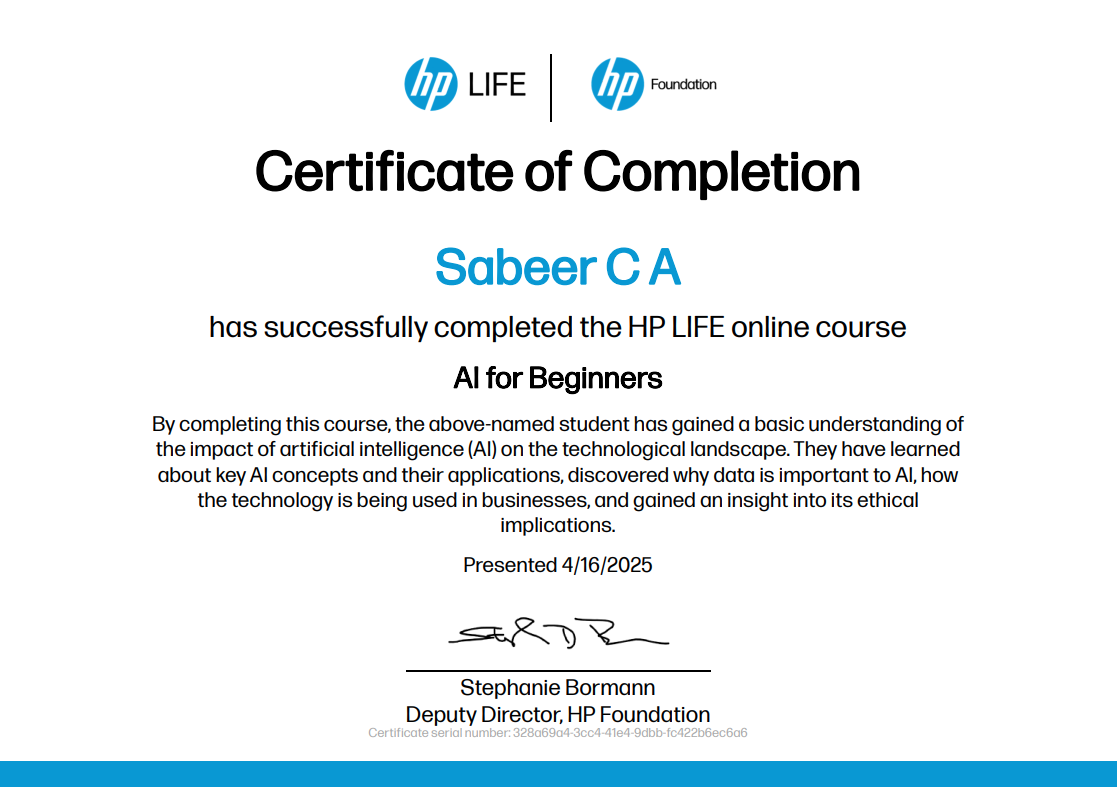 hp LIFE
hp Foundation
Certificate of Completion
Sabeer C A
has successfully completed the HP LIFE online course
AI for Beginners
By completing this course, the above-named student has gained a basic understanding of
the impact of artificial intelligence (AI) on the technological landscape. They have learned
about key AI concepts and their applications, discovered why data is important to AI, how
the technology is being used in businesses, and gained an insight into its ethical
implications.
Presented 4/16/2025
Stephanie Bormann
Deputy Director, HP Foundation
Certificate serial number: 328a69a4-3cc4-41e4-9dbb-fc422b6ec6a6